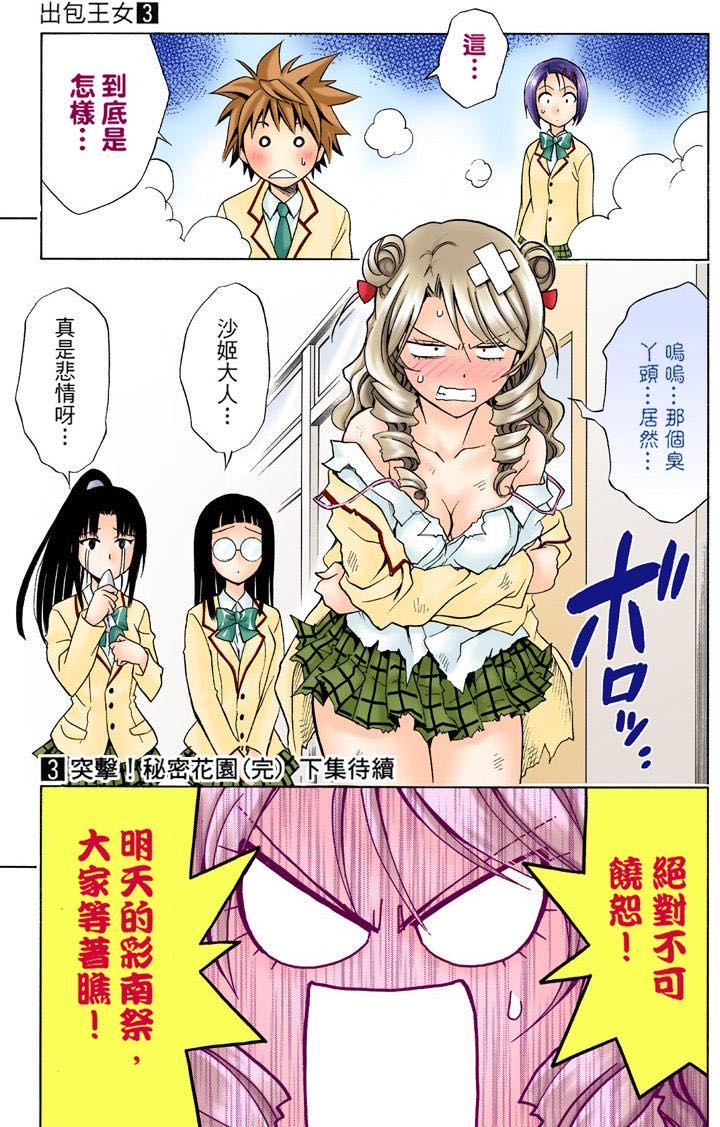 出包王女3
這…
到底是
怎樣…
嗚嗚…那個臭
丫頭…居然…
沙姬大人…
真是悲情呀…
ボロッ
3突擊！秘密花園（完）下集待續
絕對不可
饒恕！
明天的彩南祭，
大家等著瞧！